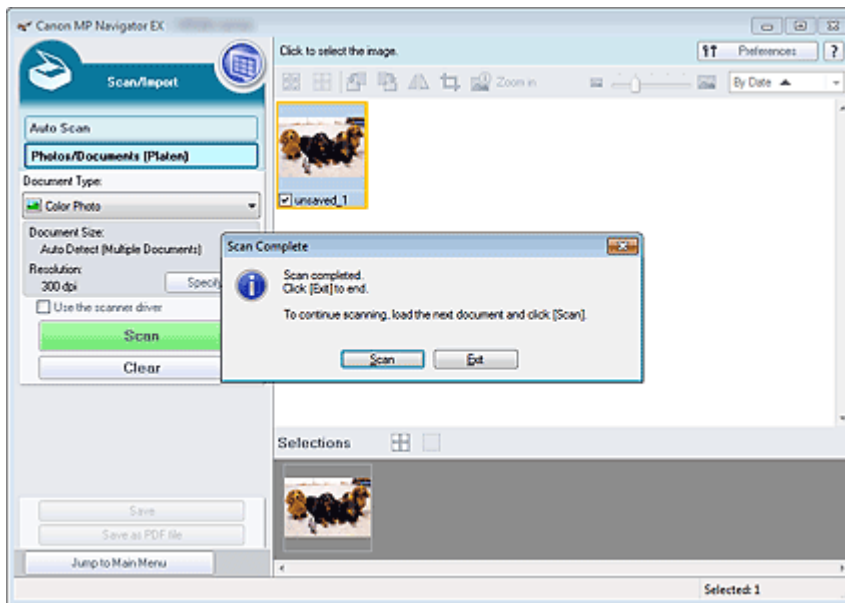 Canon MP Navigator EX
Scan/Import
Click to select the image.
Preferences
?
Zoom in
By Date
Auto Scan
Photos/Documents (Platen)
Document Type:
Color Photo
Document Size:
Auto Detect (Multiple Documents)
Resolution:
300 dpi
Specify
Use the scanner driver
Scan
Clear
unsaved_1
Scan Complete
Scan completed.
Click [Exit] to end.
To continue scanning, load the next document and click [Scan].
Scan
Exit
Selections
Save
Save as PDF file
Jump to Main Menu
Selected: 1